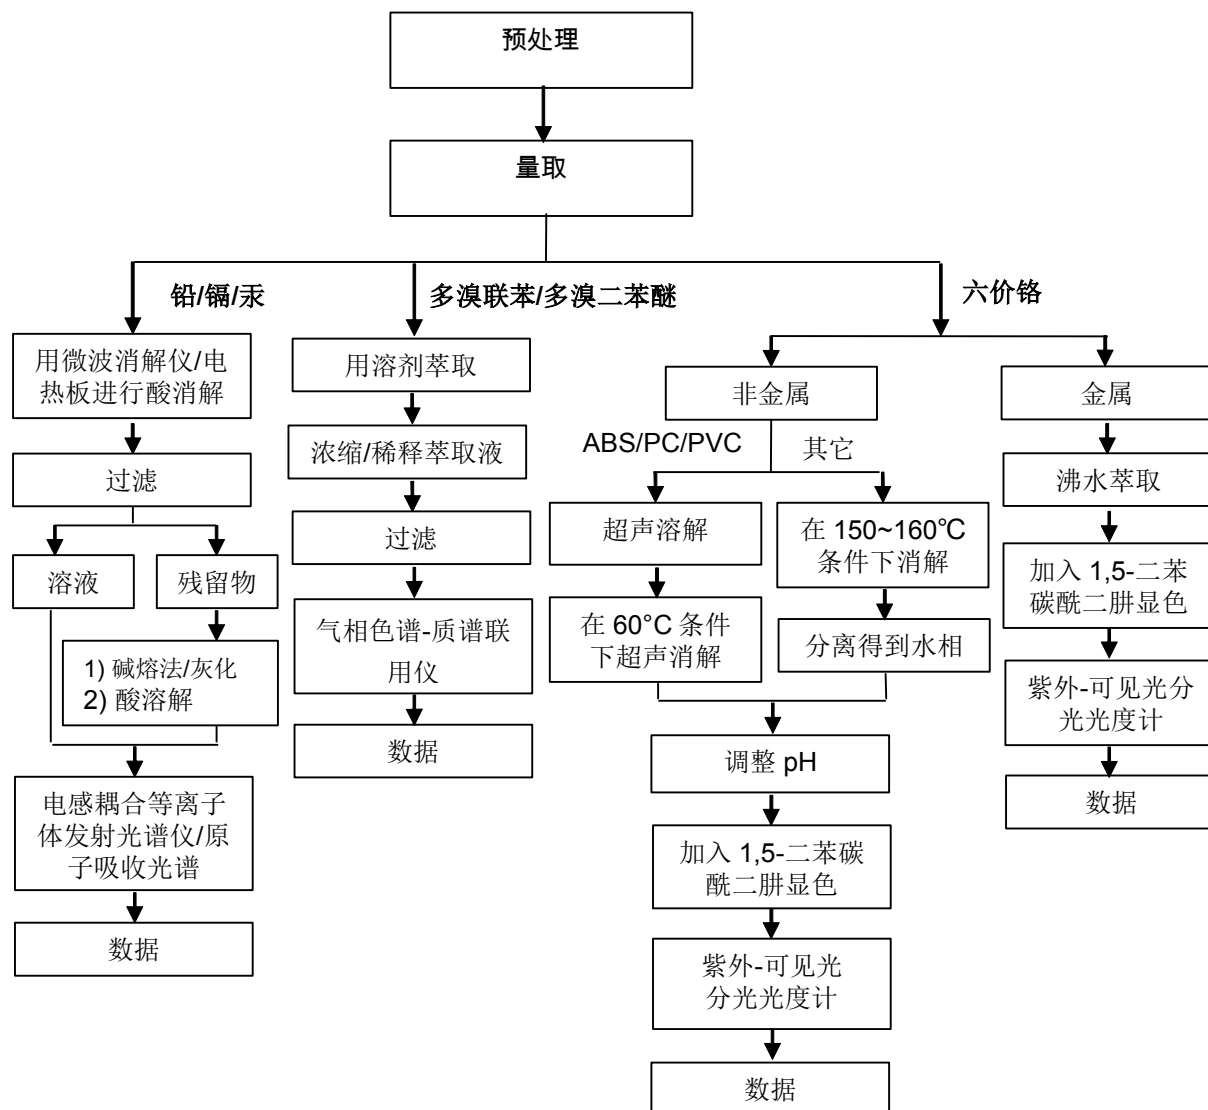 预处理
量取
铅/镉/汞
用微波消解仪/电
热板进行酸消解
过滤
溶液
残留物
1) 碱熔法/灰化
2) 酸溶解
电感耦合等离子
体发射光谱仪/原
子吸收光谱
数据
多溴联苯/多溴二苯醚
用溶剂萃取
浓缩/稀释萃取液
过滤
气相色谱-质谱联
用仪
数据
六价铬
非金属
ABS/PC/PVC
其它
超声溶解
在 60°C 条件
下超声消解
在 150~160℃
条件下消解
分离得到水相
调整 pH
加入 1,5-二苯碳
酰二肼显色
紫外-可见光
分光光度计
数据
金属
沸水萃取
加入 1,5-二苯
碳酰二肼显色
紫外-可见光分
光光度计
数据